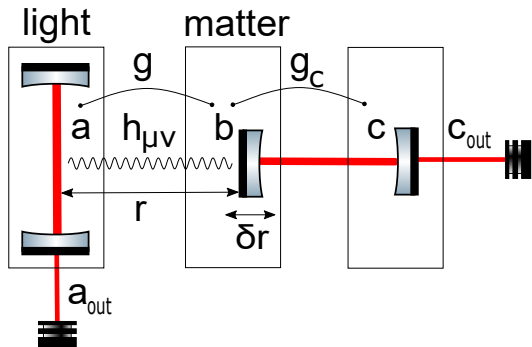 light matter
g g_c
a h_μν b c c_out
r
δr
a_out